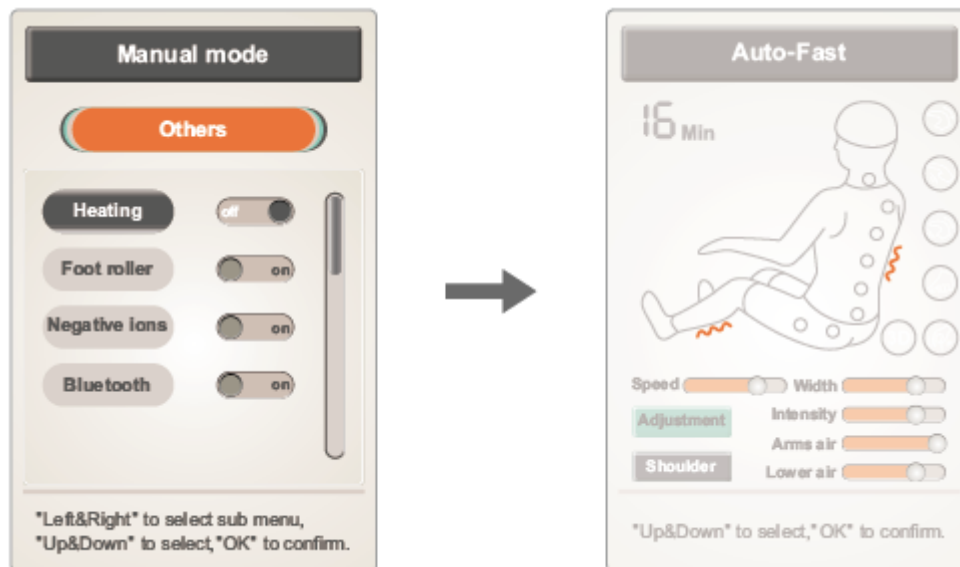 Manual mode
Others
Heating off
Foot roller on
Negative ions on
Bluetooth on
"Left&Right" to select sub menu,
"Up&Down" to select,"OK" to confirm.
Auto-Fast
16 Min
Speed Width
Adjustment Intensity
Arms air
Shoulder Lower air
"Up&Down" to select,"OK" to confirm.